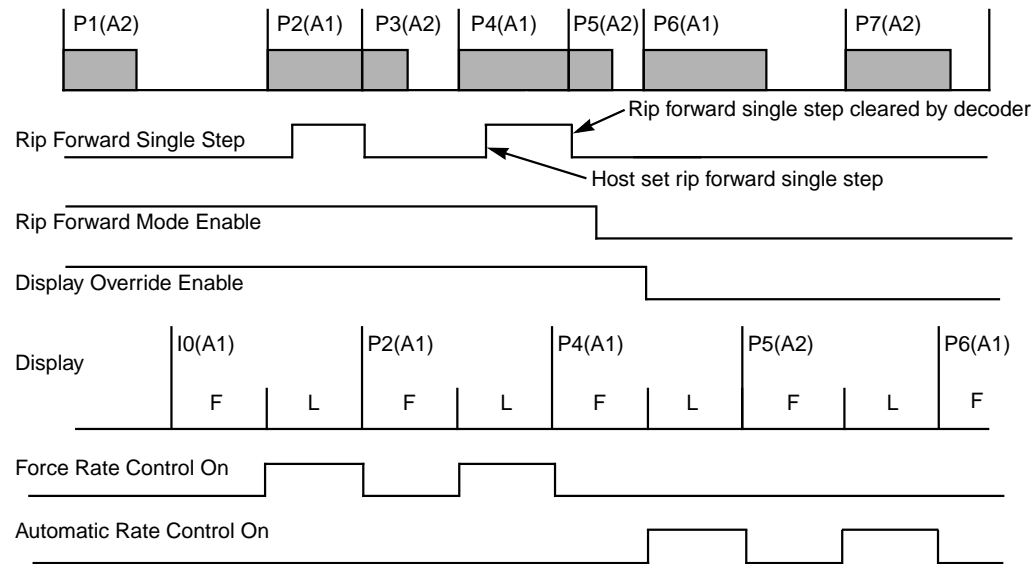 P1(A2) P2(A1) P3(A2) P4(A1) P5(A2) P6(A1) P7(A2)
Rip forward single step cleared by decoder
Rip Forward Single Step
Host set rip forward single step
Rip Forward Mode Enable
Display Override Enable
I0(A1) P2(A1) P4(A1) P5(A2) P6(A1)
Display
F L F L F L F L F
Force Rate Control On
Automatic Rate Control On